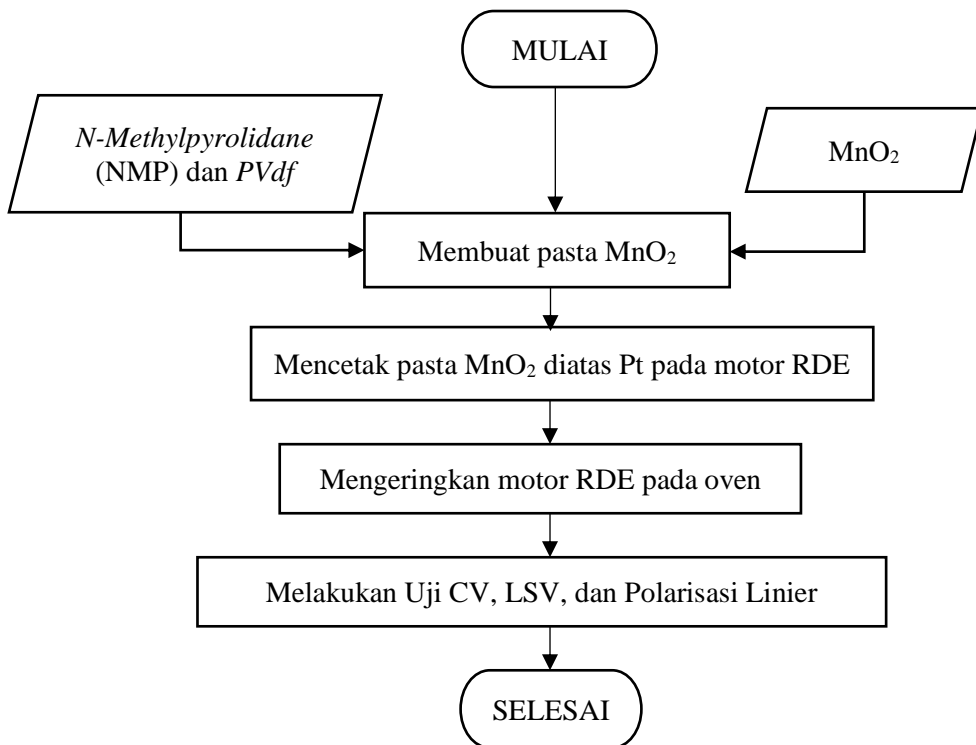 MULAI
N-Methylpyrolidane
(NMP) dan PVdf
MnO₂
Membuat pasta MnO₂
Mencetak pasta MnO₂ diatas Pt pada motor RDE
Mengeringkan motor RDE pada oven
Melakukan Uji CV, LSV, dan Polarisasi Linier
SELESAI